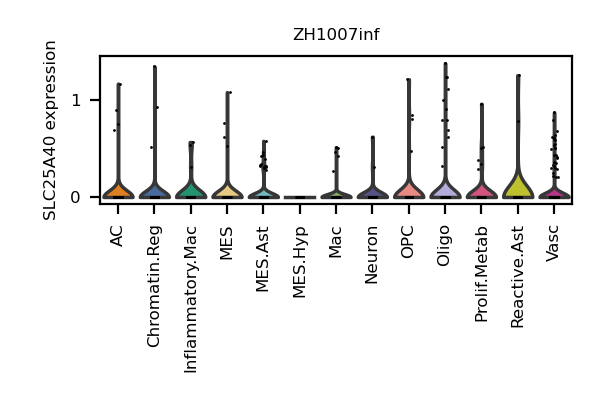 ZH1007inf
SLC25A40 expression
1
0
AC
Chromatin.Reg
Inflammatory.Mac
MES
MES.Ast
MES.Hyp
Mac
Neuron
OPC
Oligo
Prolif.Metab
Reactive.Ast
Vasc